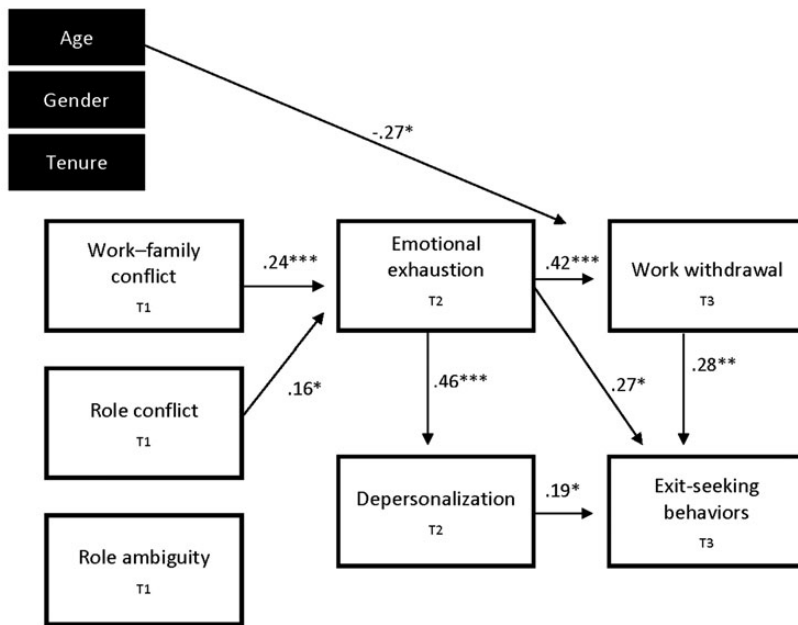 Age
Gender
Tenure
-.27*
Work–family
conflict
T1
.24***
Emotional
exhaustion
T2
.42***
Work withdrawal
T3
Role conflict
T1
.16*
.46***
.27*
.28**
Depersonalization
T2
.19*
Exit-seeking
behaviors
T3
Role ambiguity
T1